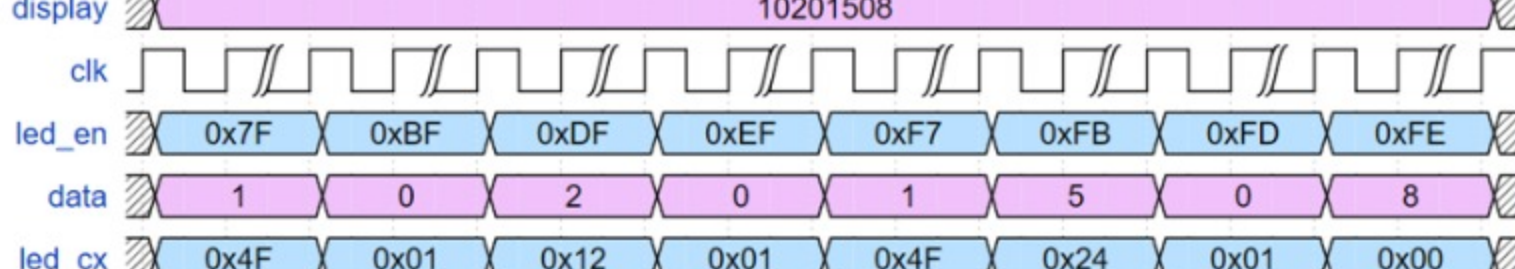 display 10201508
clk
led_en 0x7F 0xBF 0xDF 0xEF 0xF7 0xFB 0xFD 0xFE
data 1 0 2 0 1 5 0 8
led_cx 0x4F 0x01 0x12 0x01 0x4F 0x24 0x01 0x00